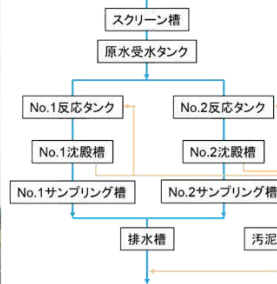 スクリーン槽
原水受水タンク
No.1反応タンク
No.2反応タンク
No.1沈殿槽
No.2沈殿槽
No.1サンプリング槽
No.2サンプリング槽
排水槽
汚泥